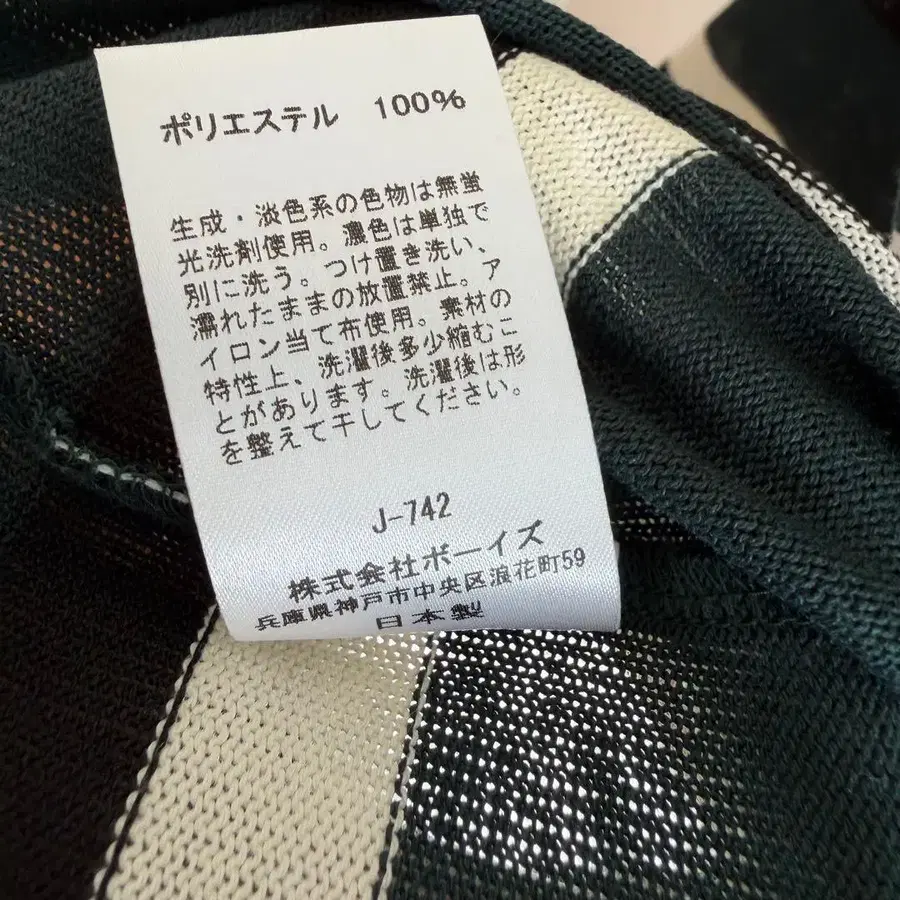 ポリエステル 100%
生成・淡色系の色物は無蛍
光洗剤使用。濃色は単独で
別に洗う。つけ置き洗い、
濡れたままの放置禁止。ア
イロン当て布使用。素材の
特性上、洗濯後多少縮むこ
とがあります。洗濯後は形
を整えて干してください。
J-742
株式会社ボーイズ
兵庫県神戸市中央区浪花町59
日本製